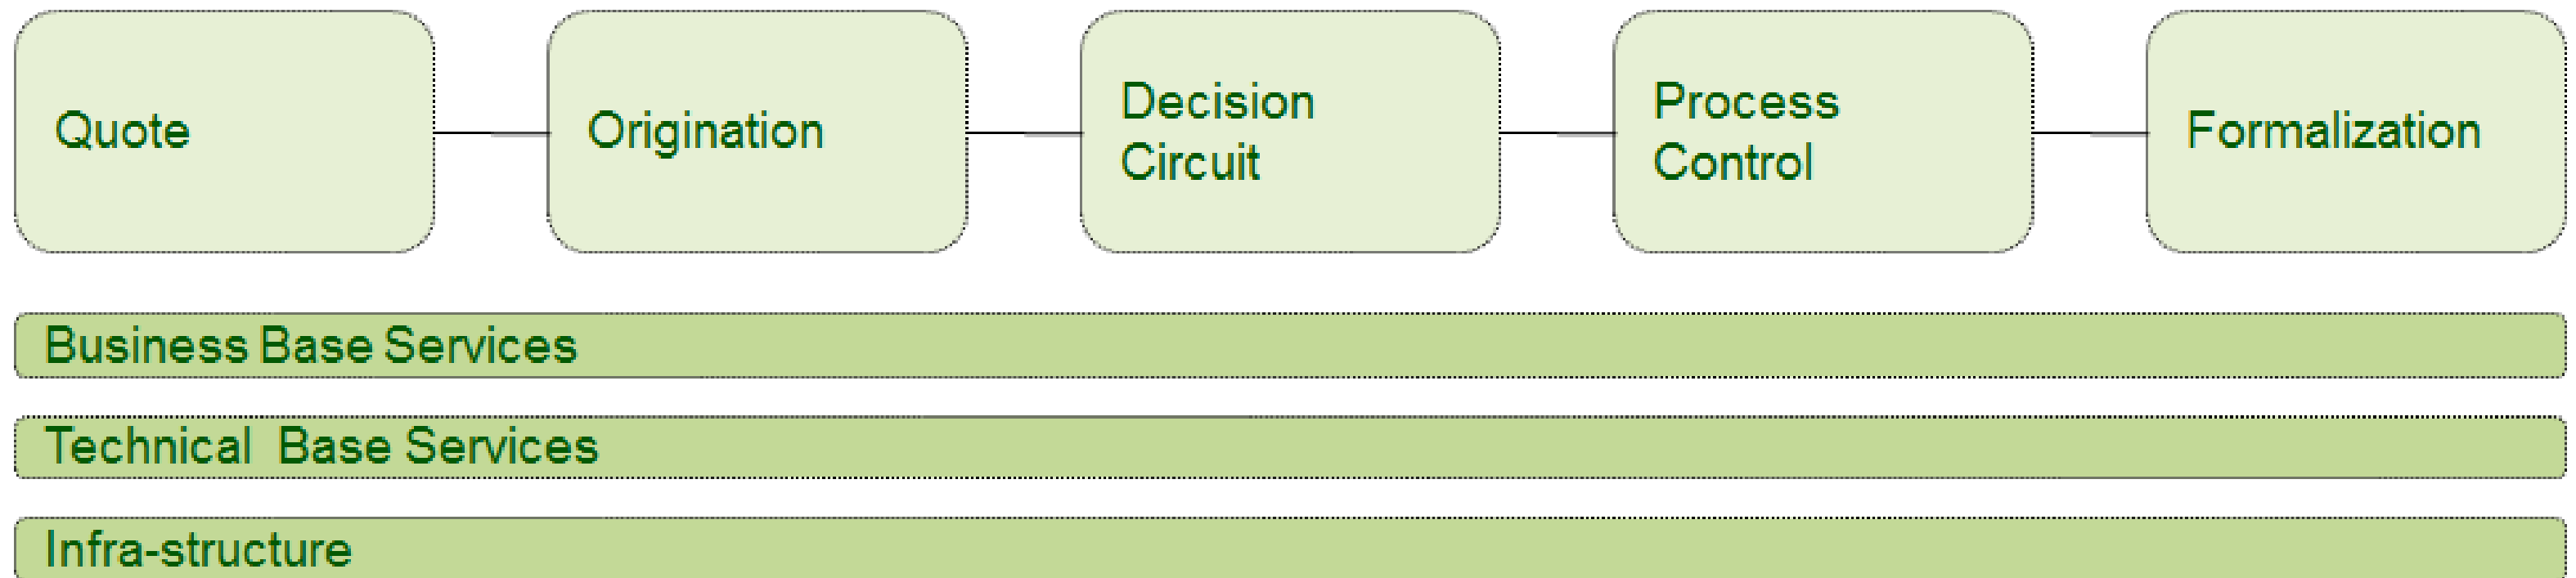 Quote
Origination
Decision
Circuit
Process
Control
Formalization
Business Base Services
Technical  Base Services
Infra-structure